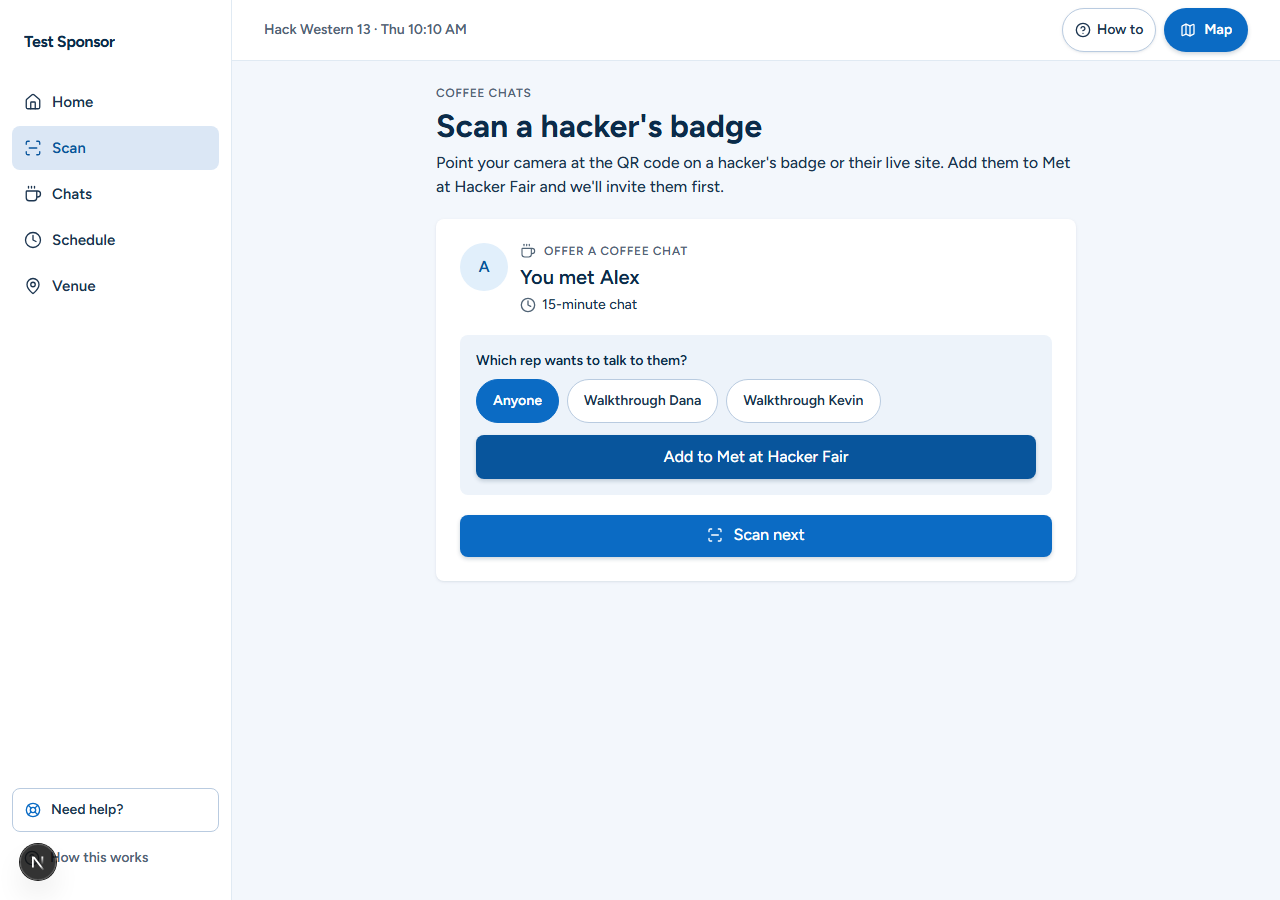 Test Sponsor
Home
Scan
Chats
Schedule
Venue
Need help?
How this works
N
Hack Western 13 · Thu 10:10 AM
How to
Map
COFFEE CHATS
Scan a hacker's badge
Point your camera at the QR code on a hacker's badge or their live site. Add them to Met
at Hacker Fair and we'll invite them first.
A
OFFER A COFFEE CHAT
You met Alex
15-minute chat
Which rep wants to talk to them?
Anyone
Walkthrough Dana
Walkthrough Kevin
Add to Met at Hacker Fair
Scan next